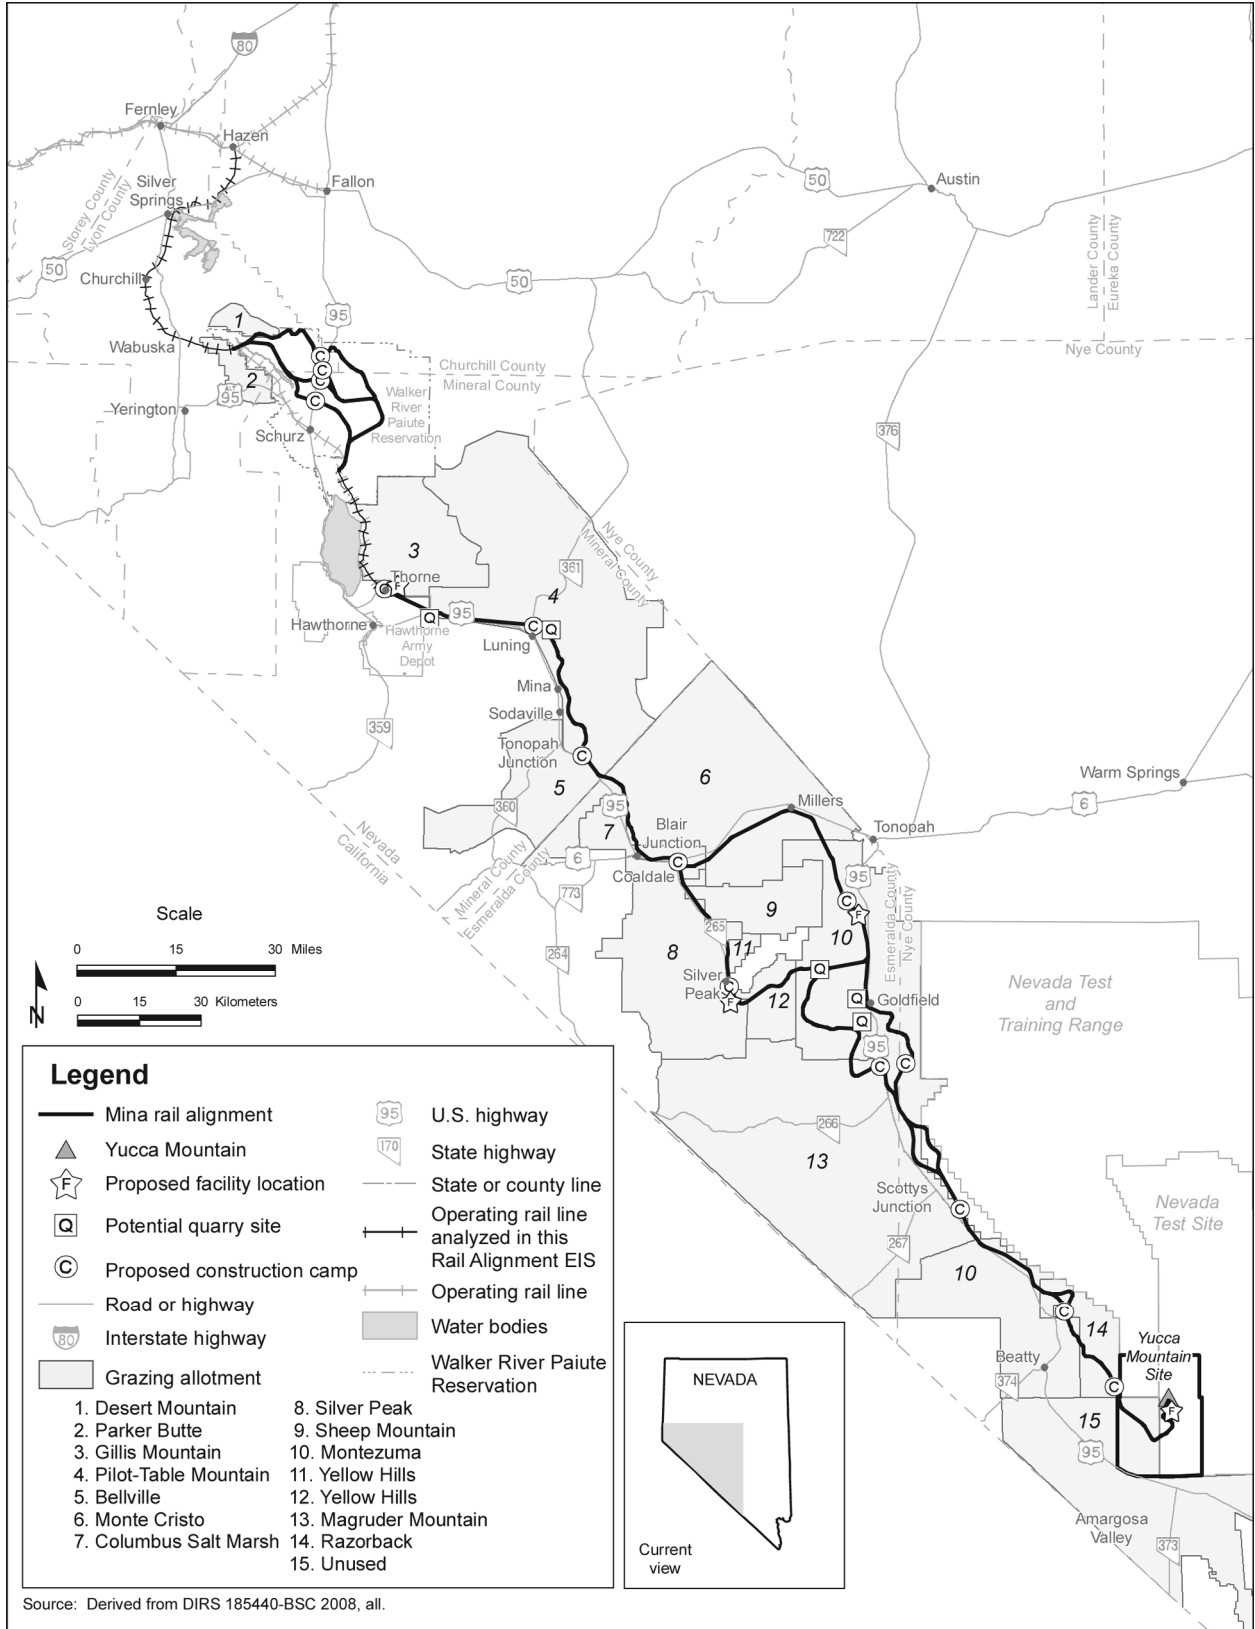 80
Fernley
Hazen
Silver
Springs
Fallon
50
Austin
Storey County
Lyon County
722
50
Churchill
50
Lander County
Eureka County
95
1
Wabuska
C
C
C
Churchill County
Mineral County
Nye County
2
ALT
95
C
Walker
River
Paiute
Reservation
Yerington
Schurz
376
Nye County
Mineral County
3
361
Thorne
C
F
4
Q
95
C
Q
Hawthorne
Hawthorne
Army
Depot
Luning
Mina
Sodaville
359
Tonopah
Junction
C
6
Warm Springs
5
6
360
95
Millers
7
Blair
Junction
Tonopah
Nevada
California
6
C
Coaldale
95
Mineral County
Esmeralda County
773
Esmeralda County
Nye County
C
F
9
265
10
11
264
8
Q
Silver
Peak
C
F
12
Nevada Test
and
Training Range
Q
Goldfield
Q
95
C
C
266
13
Scottys
Junction
C
Nevada
Test Site
267
10
C
14
Yucca
Mountain
Site
Beatty
374
C
F
15
95
Amargosa
Valley
373
Scale
0 15 30 Miles
0 15 30 Kilometers
N
Legend
Mina rail alignment
Yucca Mountain
F Proposed facility location
Q Potential quarry site
C Proposed construction camp
Road or highway
80 Interstate highway
Grazing allotment
95 U.S. highway
170 State highway
State or county line
Operating rail line
analyzed in this
Rail Alignment EIS
Operating rail line
Water bodies
Walker River Paiute
Reservation
1. Desert Mountain
2. Parker Butte
3. Gillis Mountain
4. Pilot-Table Mountain
5. Bellville
6. Monte Cristo
7. Columbus Salt Marsh
8. Silver Peak
9. Sheep Mountain
10. Montezuma
11. Yellow Hills
12. Yellow Hills
13. Magruder Mountain
14. Razorback
15. Unused
NEVADA
Current
view
Source: Derived from DIRS 185440-BSC 2008, all.